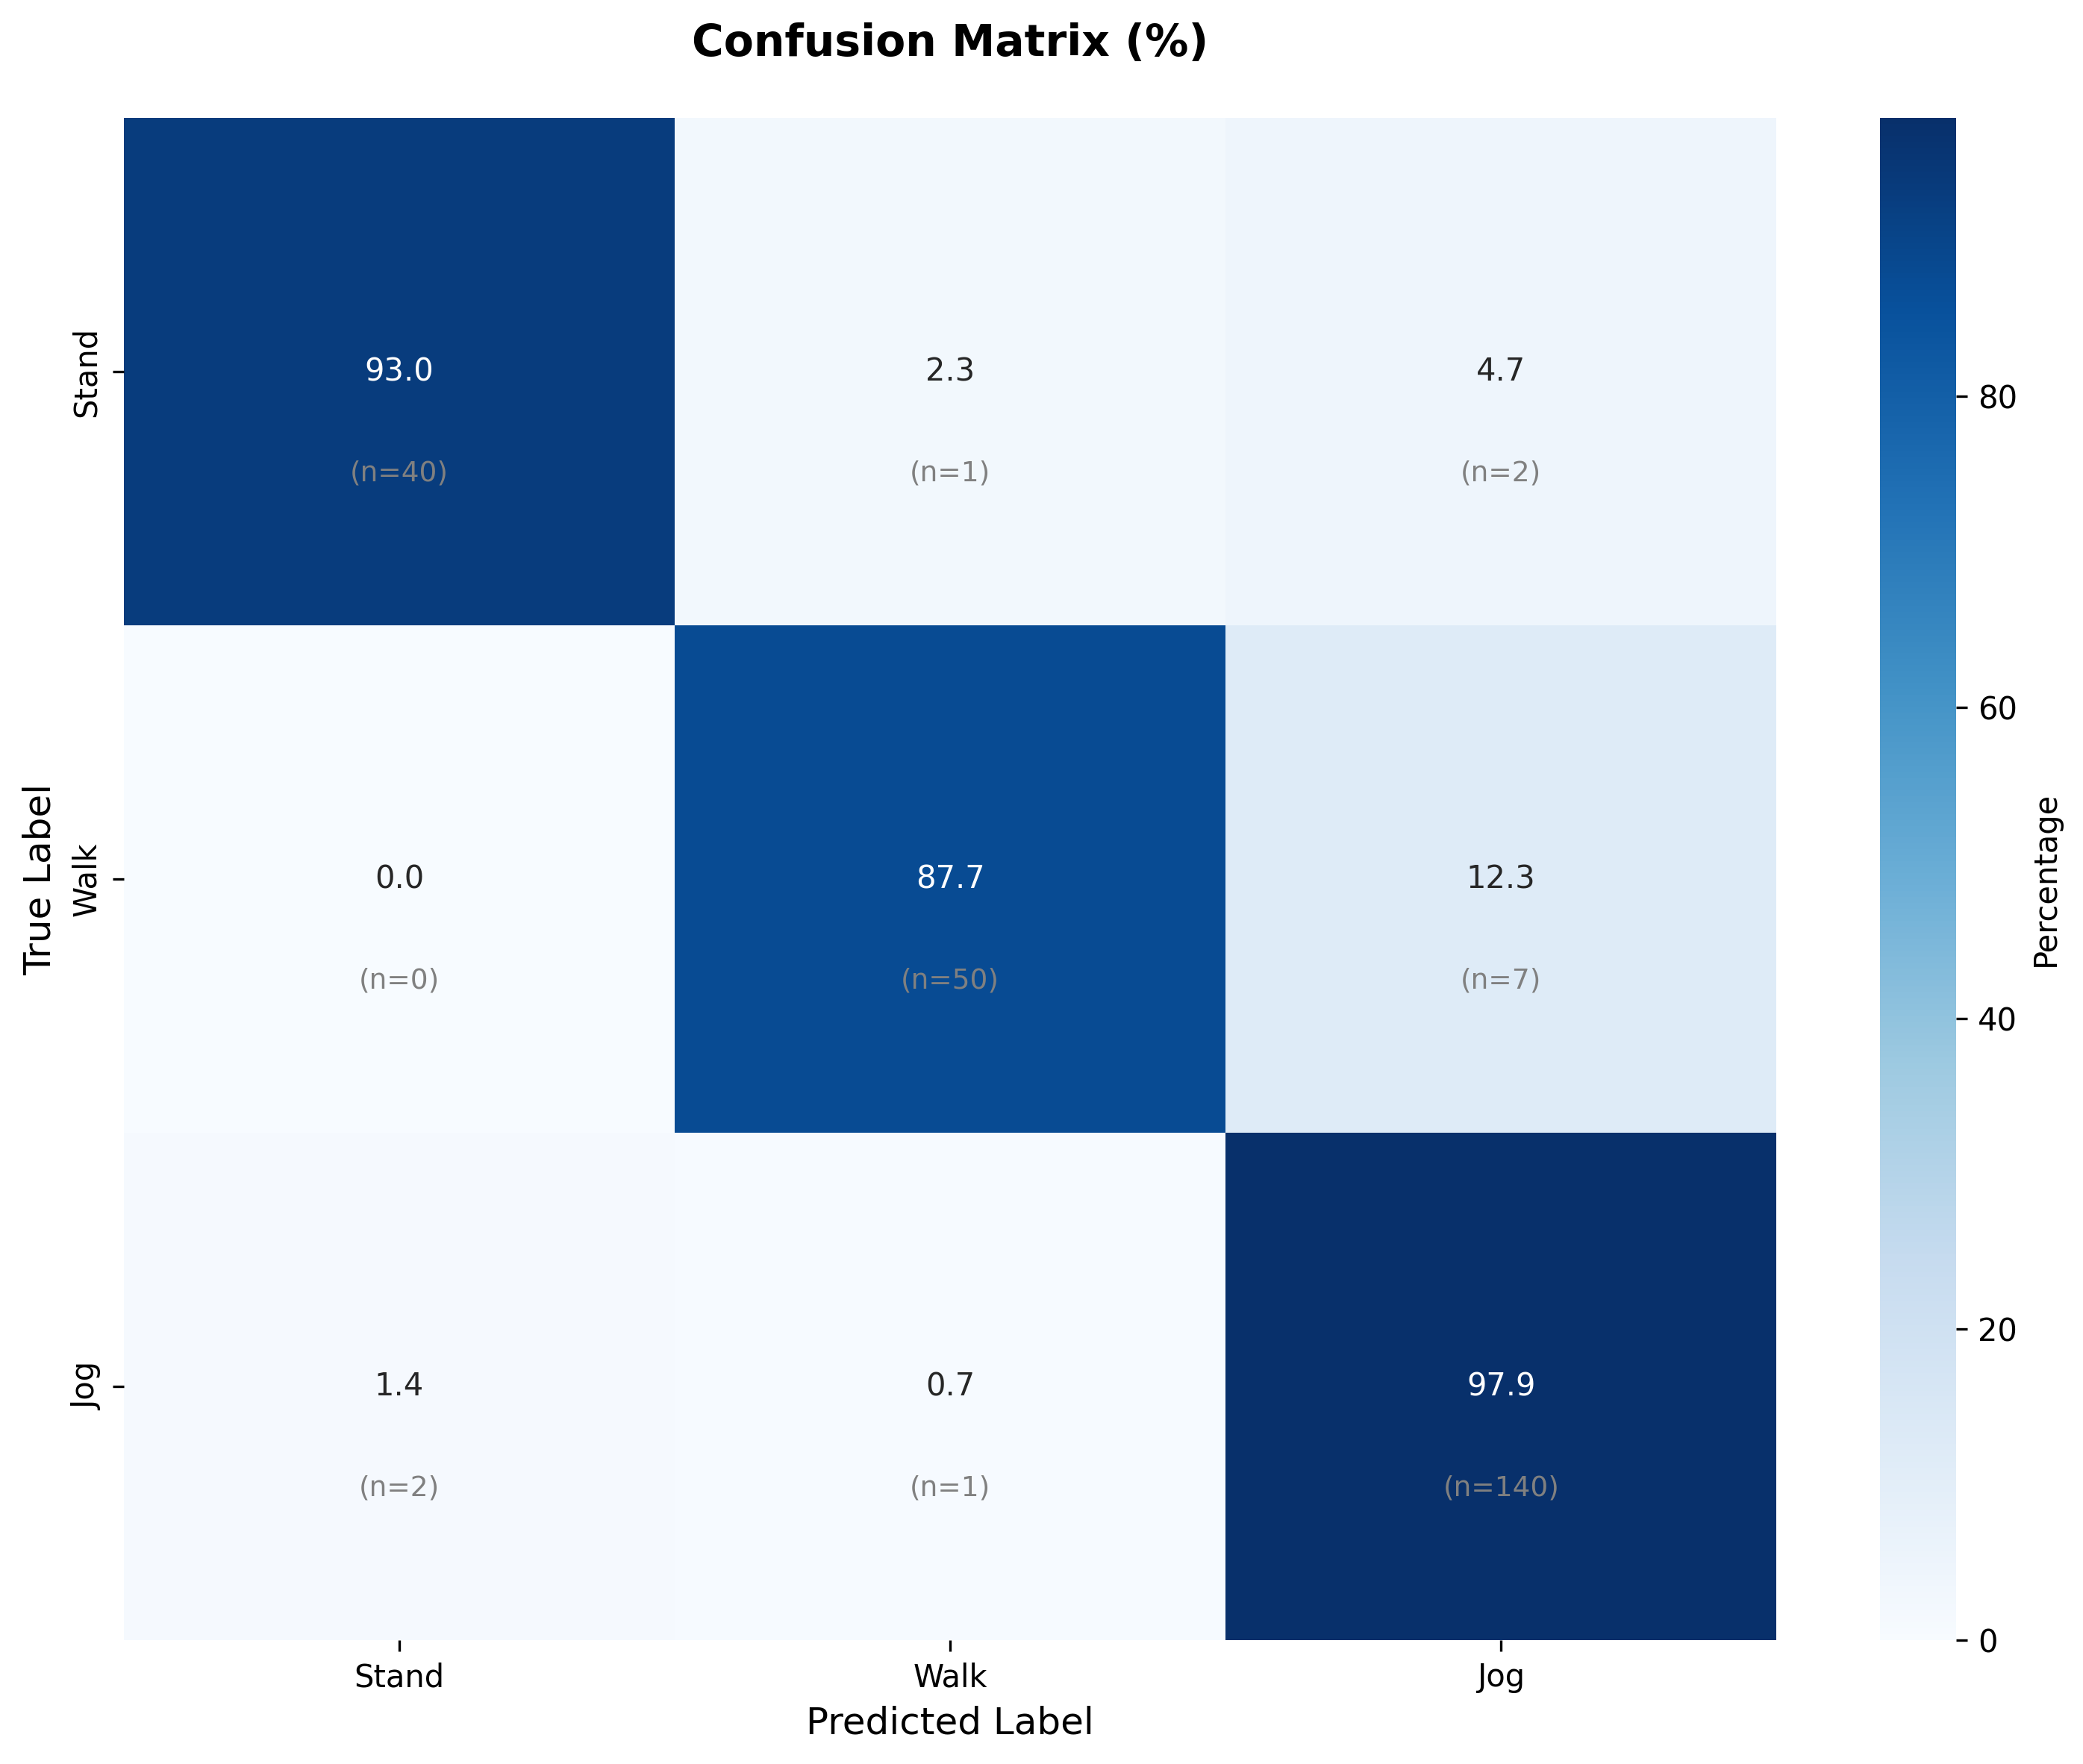 Confusion Matrix (%)
True Label
Stand
93.0
2.3
4.7
(n=40)
(n=1)
(n=2)
Walk
0.0
87.7
12.3
(n=0)
(n=50)
(n=7)
Jog
1.4
0.7
97.9
(n=2)
(n=1)
(n=140)
Stand
Walk
Jog
Predicted Label
80
60
40
20
0
Percentage